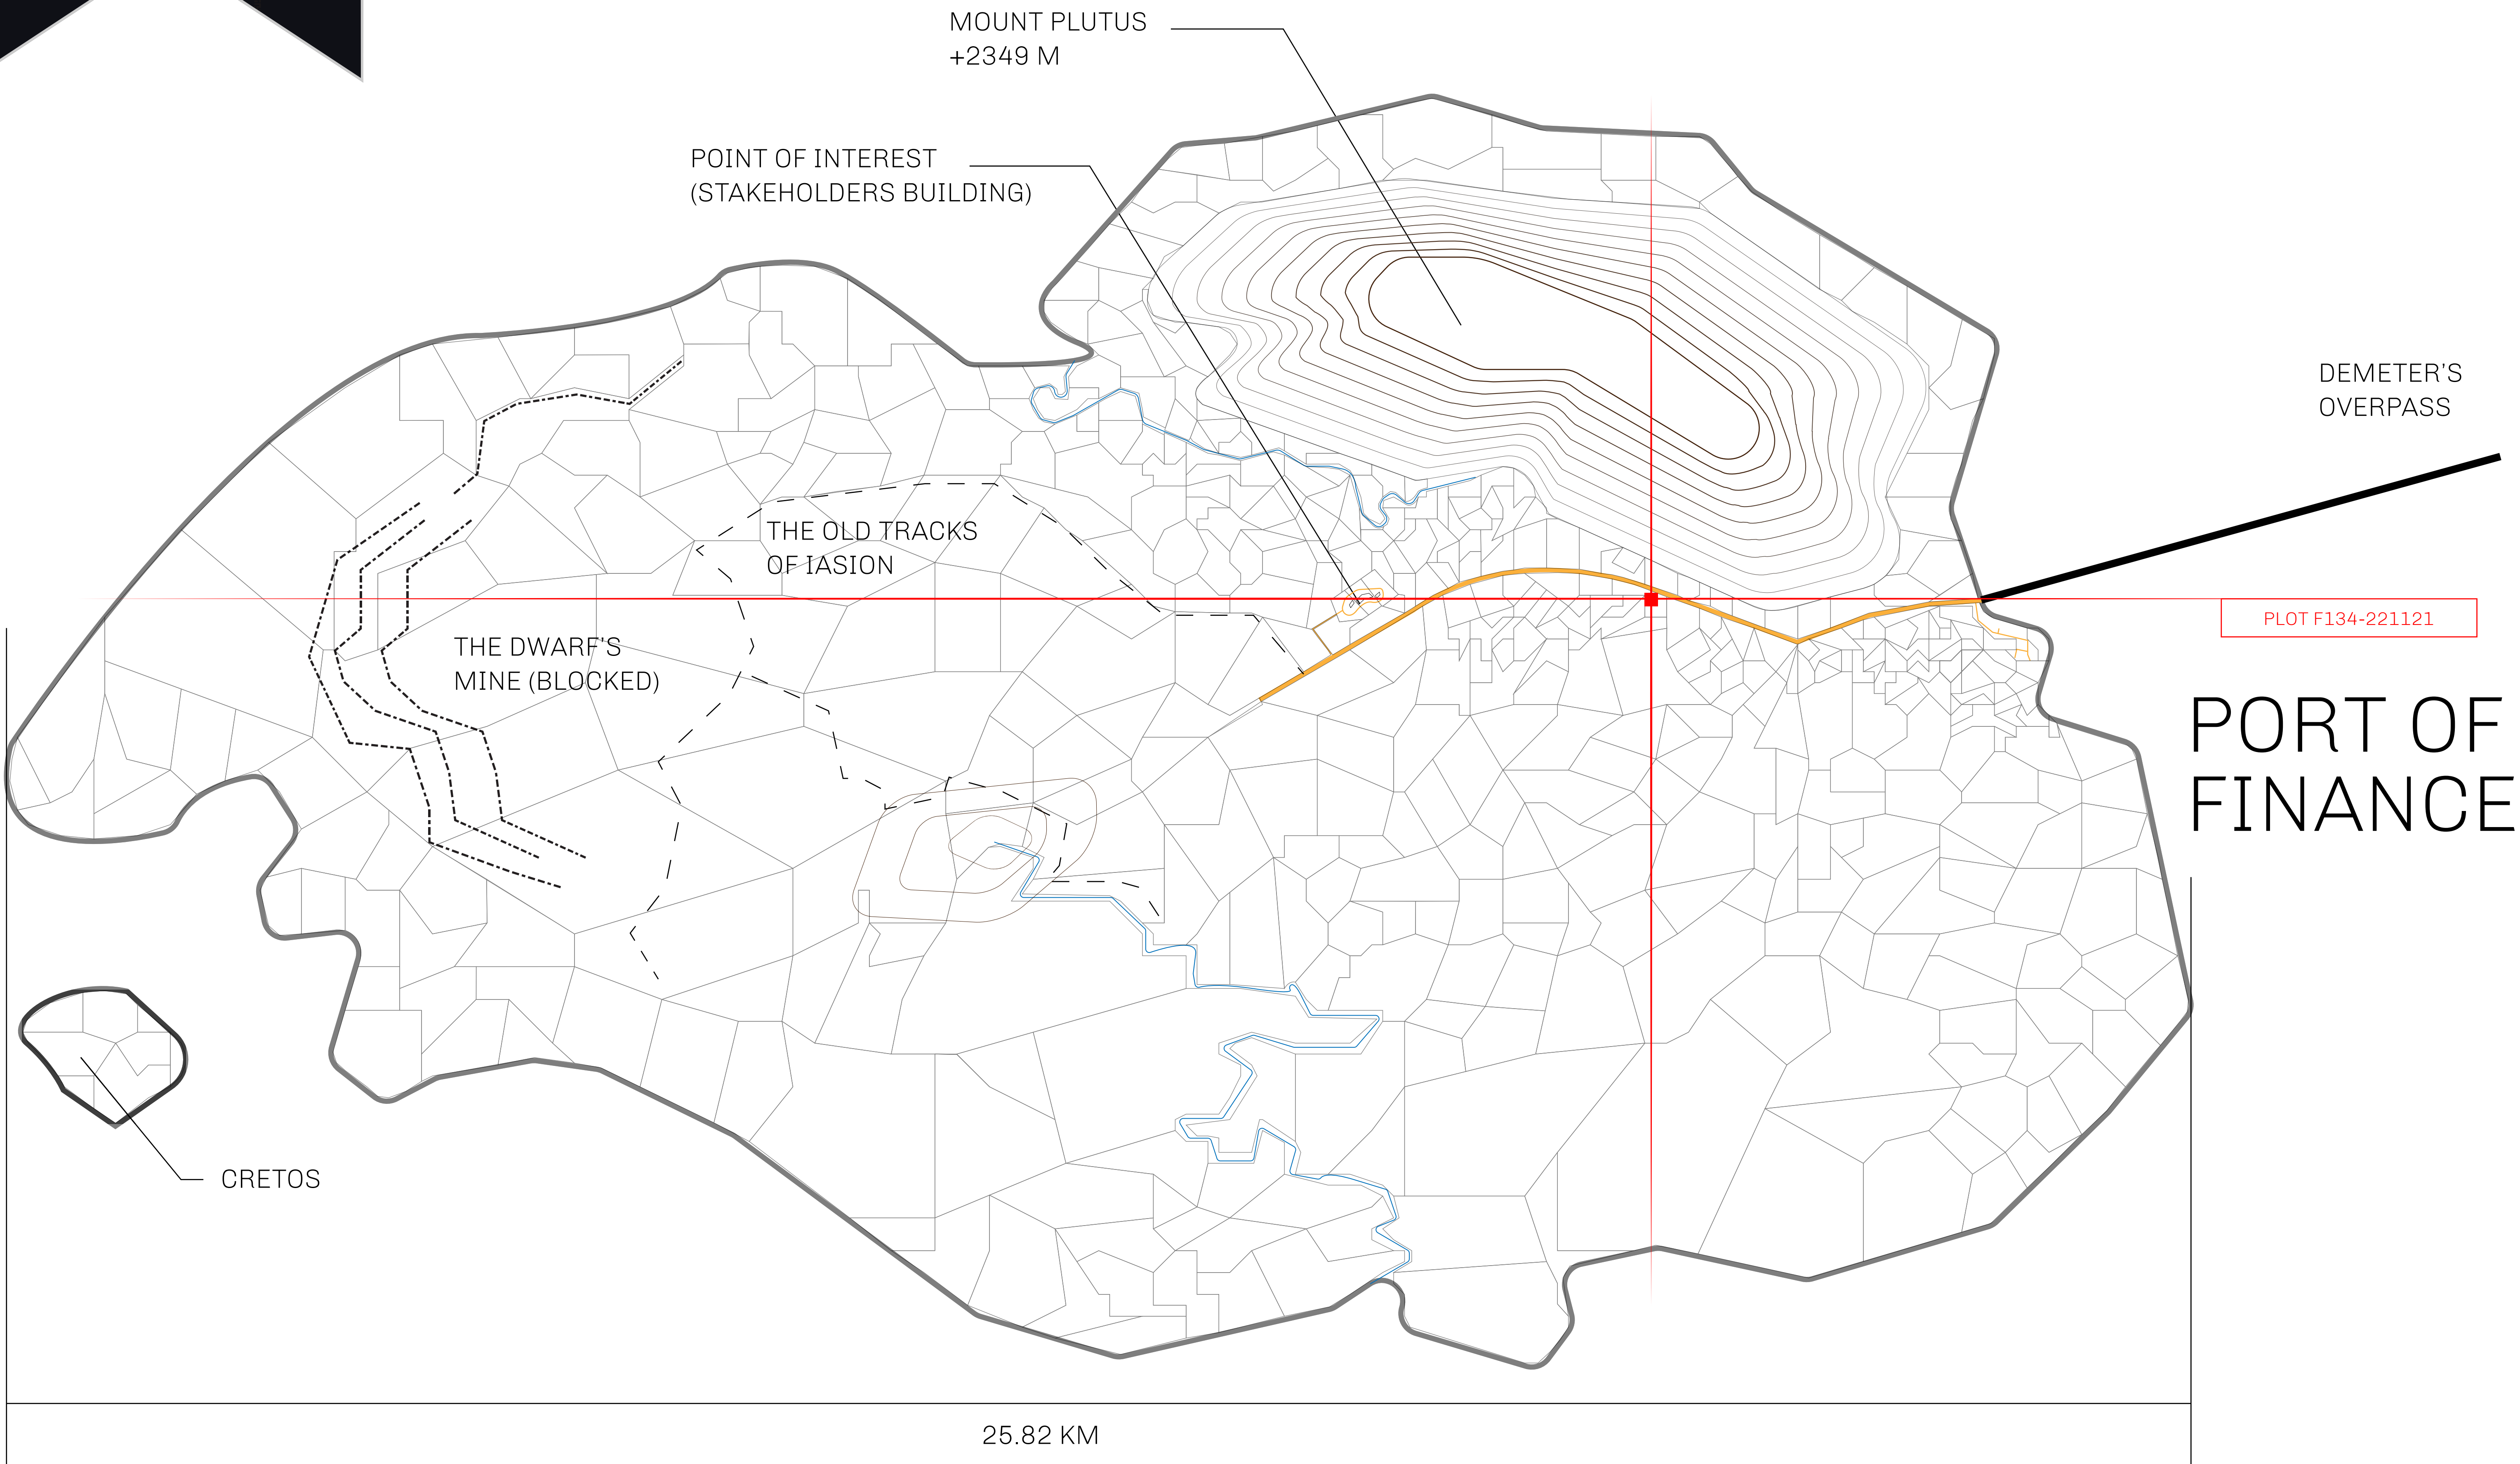 MOUNT PLUTUS
+2349 M
POINT OF INTEREST
(STAKEHOLDERS BUILDING)
DEMETER'S
OVERPASS
THE OLD TRACKS
OF IASION
PLOT F134-221121
THE DWARF'S
MINE (BLOCKED)
PORT OF
FINANCE
CRETOS
25.82 KM